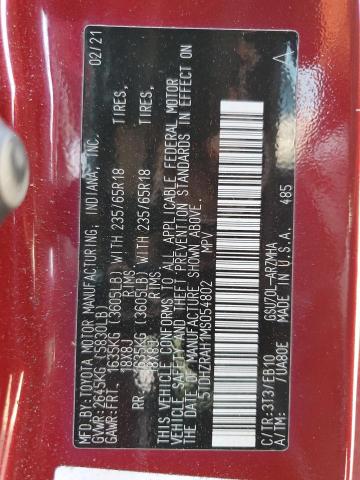 MFD.BY:TOYOTA MOTOR MANUFACTURING, INDIANA, INC. 02/21
GVWR:2645KG (5830LB)
GAWR:FRT. 1635KG (3605LB) WITH 235/65R18 TIRES,
18X8J RIMS
RR. 1635KG (3605LB) WITH 235/65R18 TIRES,
18X8J RIMS
THIS VEHICLE CONFORMS TO ALL APPLICABLE FEDERAL MOTOR
VEHICLE SAFETY AND THEFT PREVENTION STANDARDS IN EFFECT ON
THE DATE OF MANUFACTURE SHOWN ABOVE.
5TDHZRAH1MS054802 MPV
C/TR:3T3/EB10 GSU70L-ARZMHA
A/TM: /UA80E MADE IN U.S.A. 485